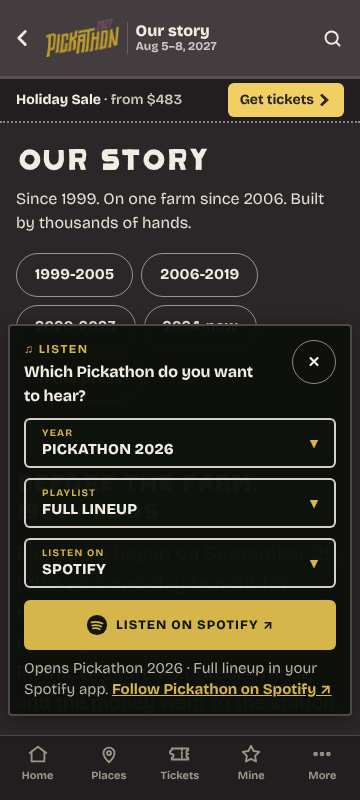 2027
PICKATHON
Our story
Aug 5–8, 2027
Holiday Sale · from $483
Get tickets
OUR STORY
Since 1999. On one farm since 2006. Built
by thousands of hands.
1999-2005
2006-2019
♫ LISTEN
Which Pickathon do you want
to hear?
YEAR
PICKATHON 2026
PLAYLIST
FULL LINEUP
LISTEN ON
SPOTIFY
LISTEN ON SPOTIFY ↗
Opens Pickathon 2026 · Full lineup in your
Spotify app. Follow Pickathon on Spotify ↗
Home
Places
Tickets
Mine
More